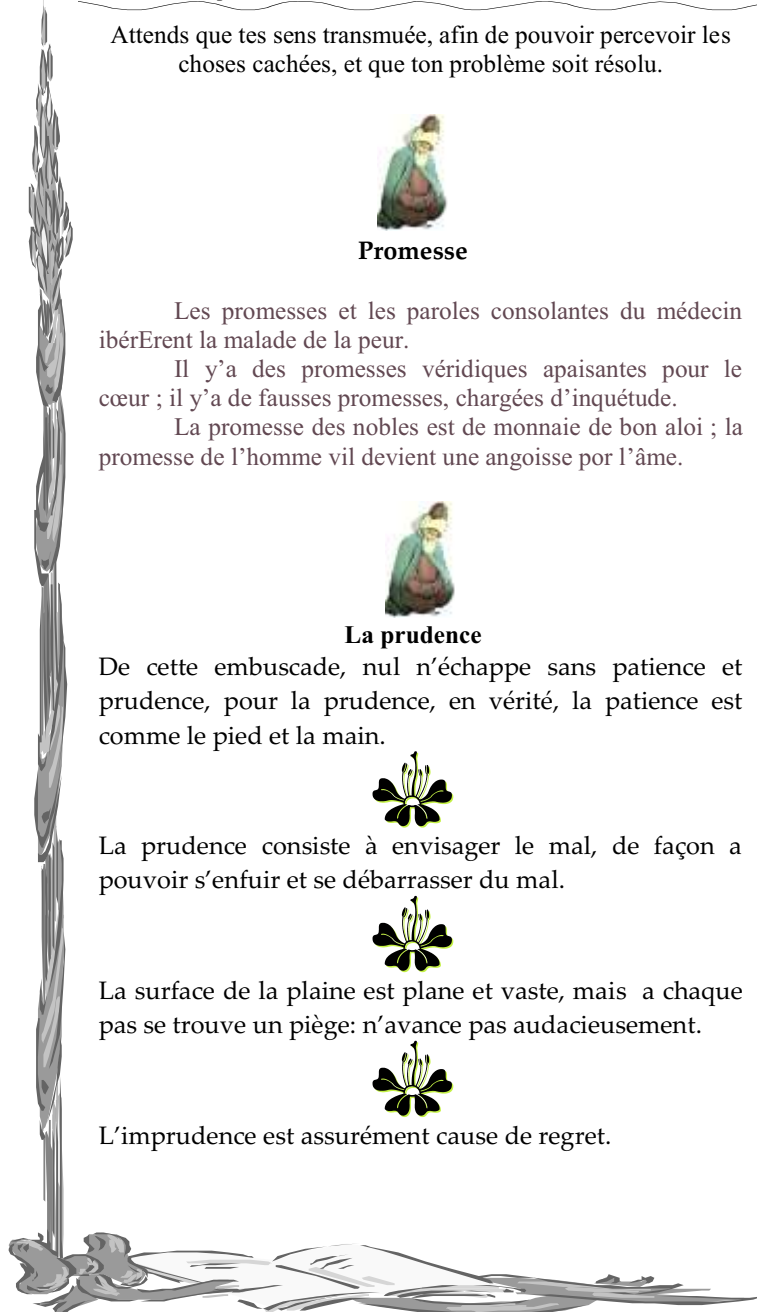 Attends que tes sens transmuée, afin de pouvoir percevoir les
choses cachées, et que ton problème soit résolu.
Promesse
Les promesses et les paroles consolantes du médecin
ibérErent la malade de la peur.
Il y'a des promesses véridiques apaisantes pour le
cœur ; il y'a de fausses promesses, chargées d'inquétude.
La promesse des nobles est de monnaie de bon aloi ; la
promesse de l'homme vil devient une angoisse por l'âme.
La prudence
De cette embuscade, nul n'échappe sans patience et
prudence, pour la prudence, en vérité, la patience est
comme le pied et la main.
La prudence consiste à envisager le mal, de façon a
pouvoir s'enfuir et se débarrasser du mal.
La surface de la plaine est plane et vaste, mais a chaque
pas se trouve un piège: n'avance pas audacieusement.
L'imprudence est assurément cause de regret.